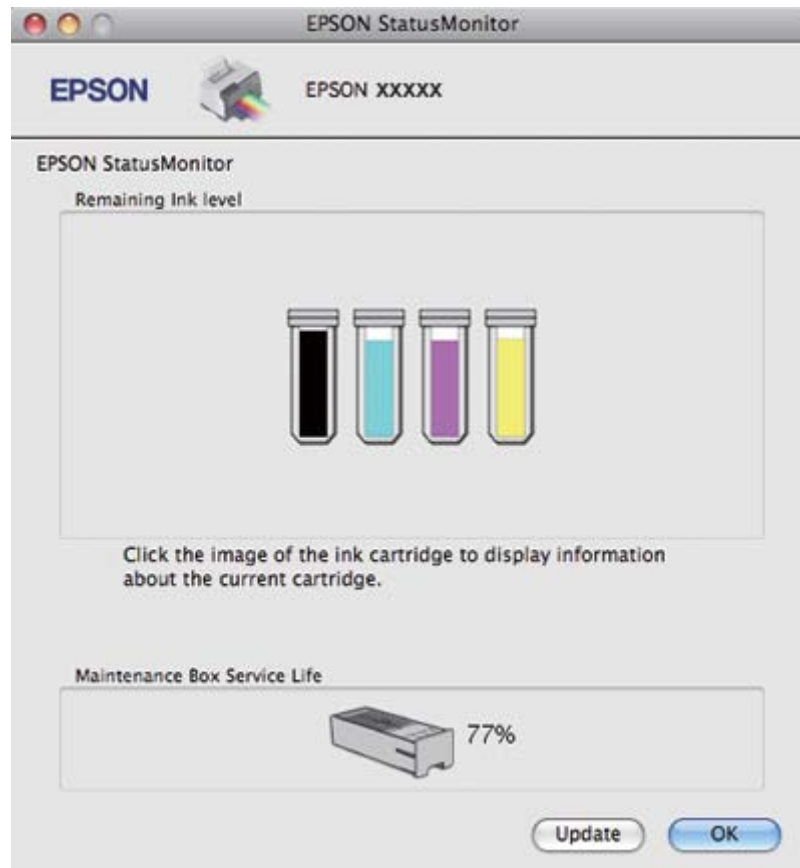 EPSON StatusMonitor
EPSON
EPSON XXXXX
EPSON StatusMonitor
Remaining Ink level
Click the image of the ink cartridge to display information
about the current cartridge.
Maintenance Box Service Life
77%
Update
OK